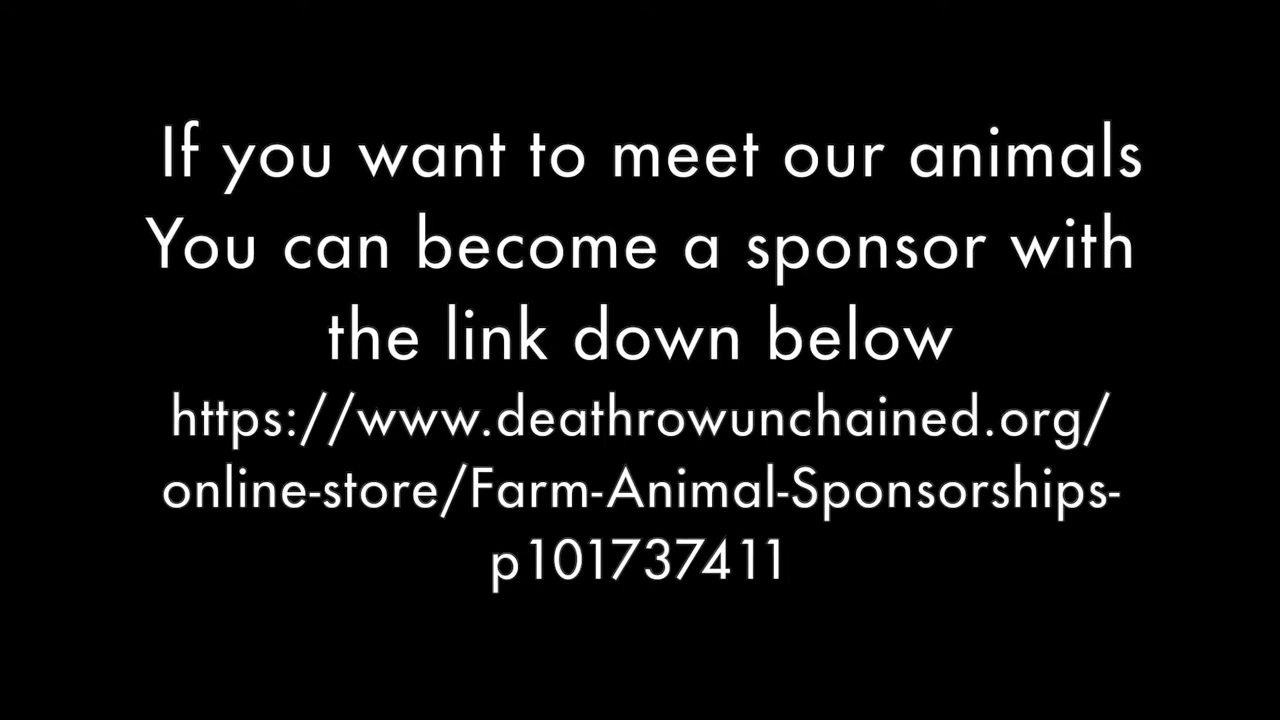 If you want to meet our animals
You can become a sponsor with
the link down below
https://www.deathrowunchained.org/
online-store/Farm-Animal-Sponsorships-
p101737411